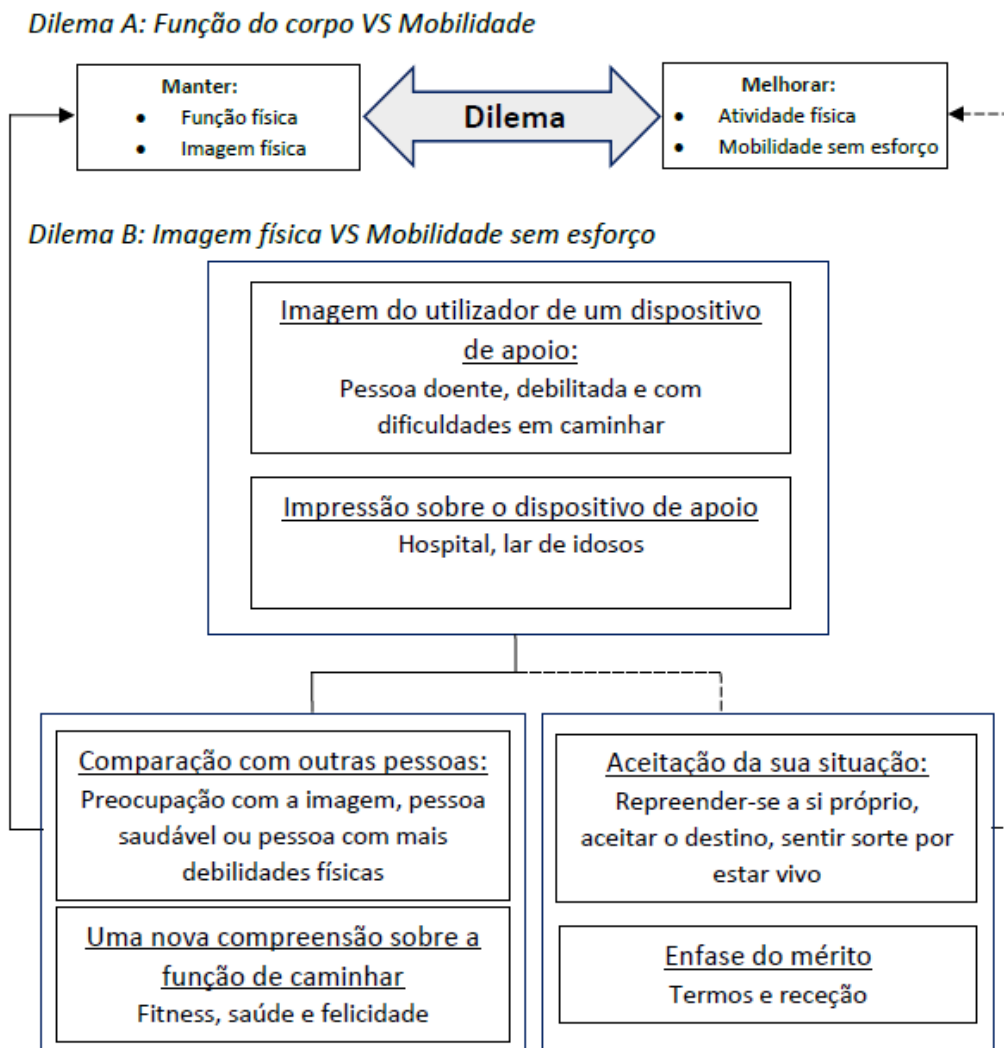 Dilema A: Função do corpo VS Mobilidade
Manter:
• Função física
• Imagem física
Dilema
Melhorar:
• Atividade física
• Mobilidade sem esforço
Dilema B: Imagem física VS Mobilidade sem esforço
Imagem do utilizador de um dispositivo
de apoio:
Pessoa doente, debilitada e com
dificuldades em caminhar
Impressão sobre o dispositivo de apoio
Hospital, lar de idosos
Comparação com outras pessoas:
Preocupação com a imagem, pessoa
saudável ou pessoa com mais
debilidades físicas
Uma nova compreensão sobre a
função de caminhar
Fitness, saúde e felicidade
Aceitação da sua situação:
Repreender-se a si próprio,
aceitar o destino, sentir sorte por
estar vivo
Enfase do mérito
Termos e receção